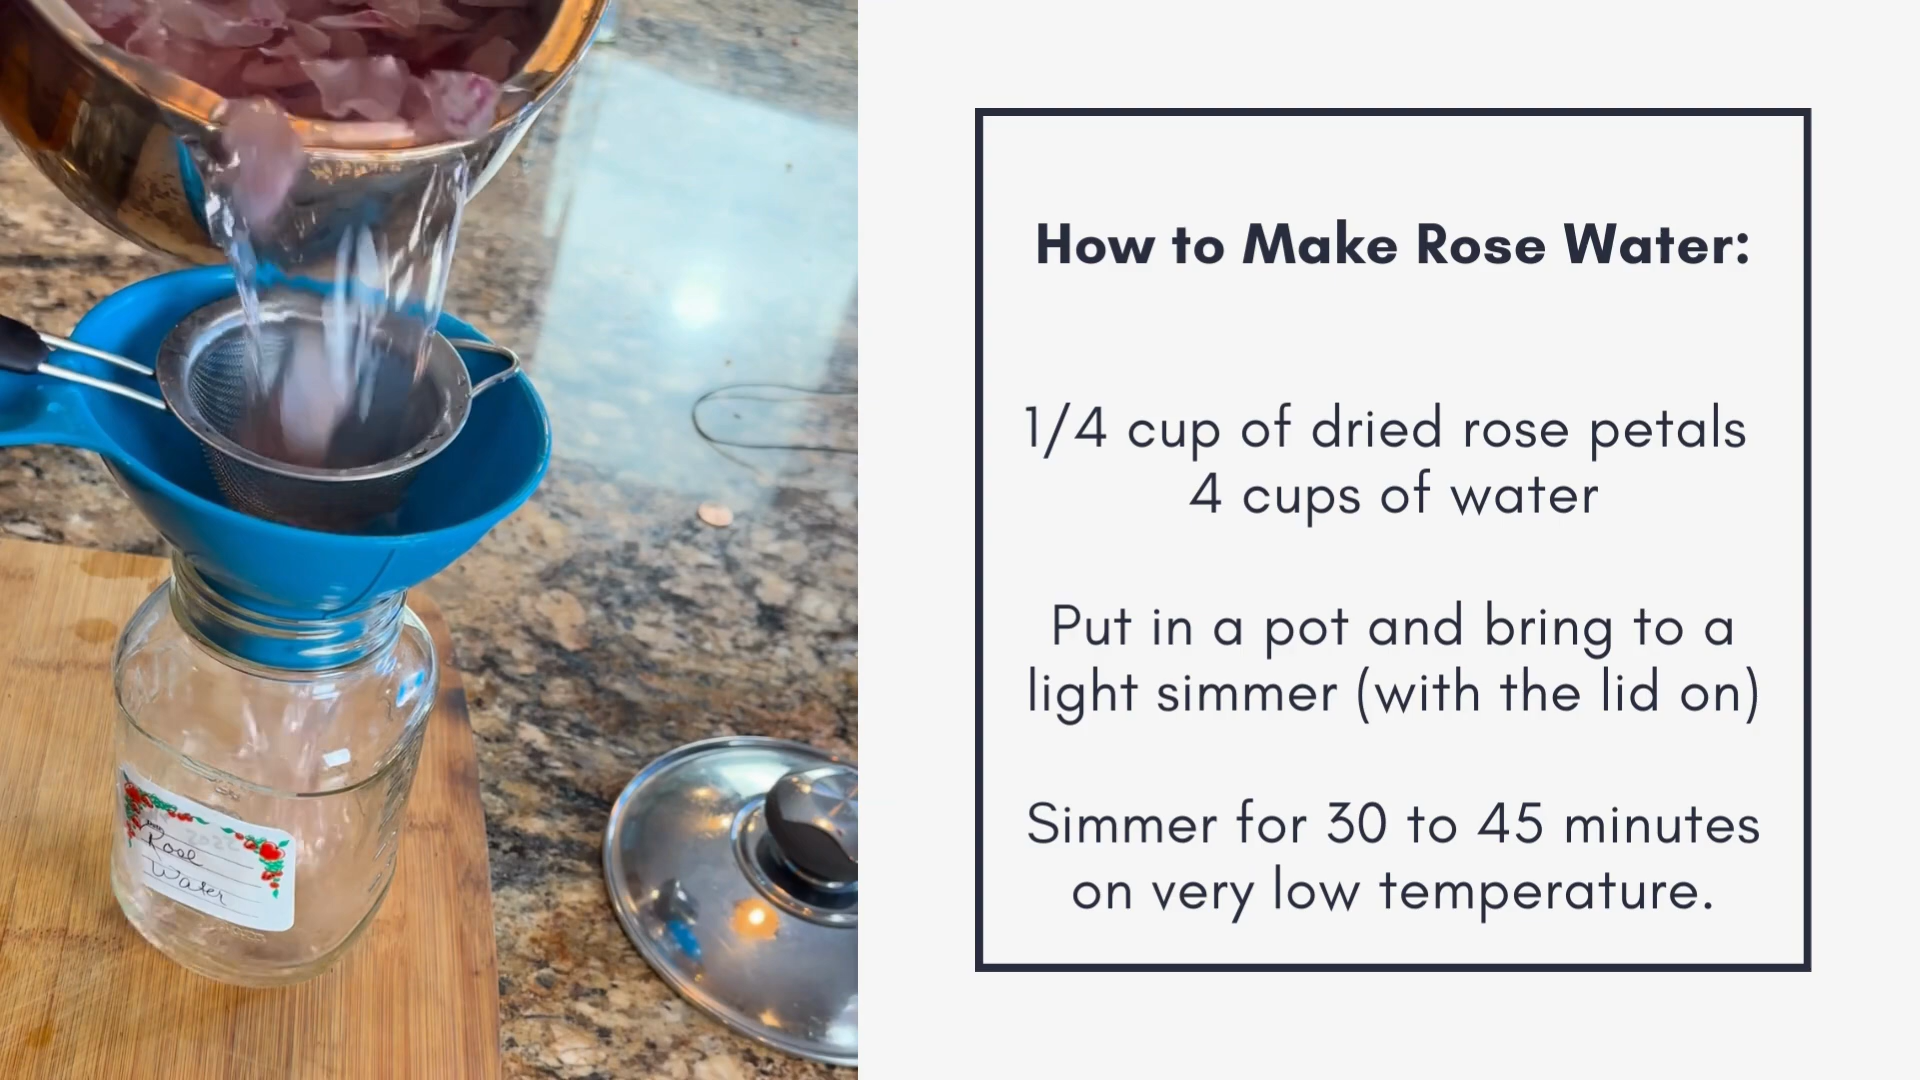 How to Make Rose Water:
1/4 cup of dried rose petals
4 cups of water
Put in a pot and bring to a
light simmer (with the lid on)
Simmer for 30 to 45 minutes
on very low temperature.
Rose
Water